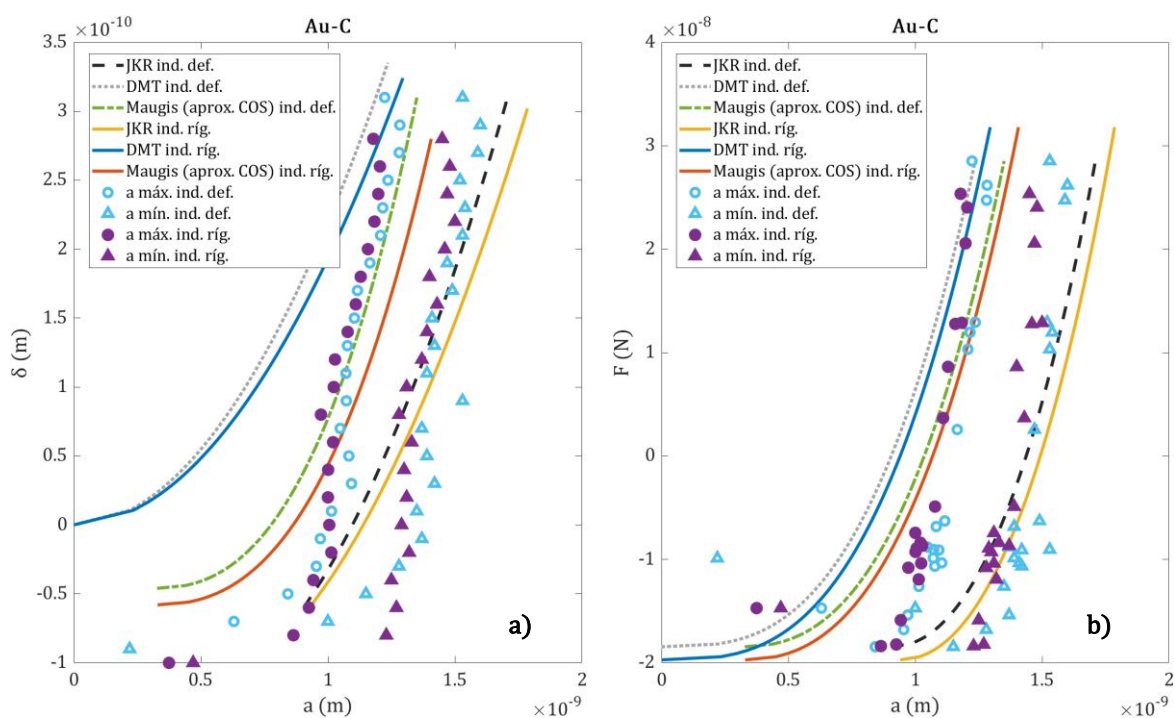 Au-C
×10⁻¹⁰
3.5
3
2.5
2
1.5
1
0.5
0
-0.5
-1
δ (m)
JKR ind. def.
DMT ind. def.
Maugis (aprox. COS) ind. def.
JKR ind. ríg.
DMT ind. ríg.
Maugis (aprox. COS) ind. ríg.
a máx. ind. def.
a mín. ind. def.
a máx. ind. ríg.
a mín. ind. ríg.
a)
0
0.5
1
1.5
2
a (m)
×10⁻⁹
Au-C
×10⁻⁸
4
3
2
1
0
-1
-2
F (N)
JKR ind. def.
DMT ind. def.
Maugis (aprox. COS) ind. def.
JKR ind. ríg.
DMT ind. ríg.
Maugis (aprox. COS) ind. ríg.
a máx. ind. def.
a mín. ind. def.
a máx. ind. ríg.
a mín. ind. ríg.
b)
0
0.5
1
1.5
2
a (m)
×10⁻⁹